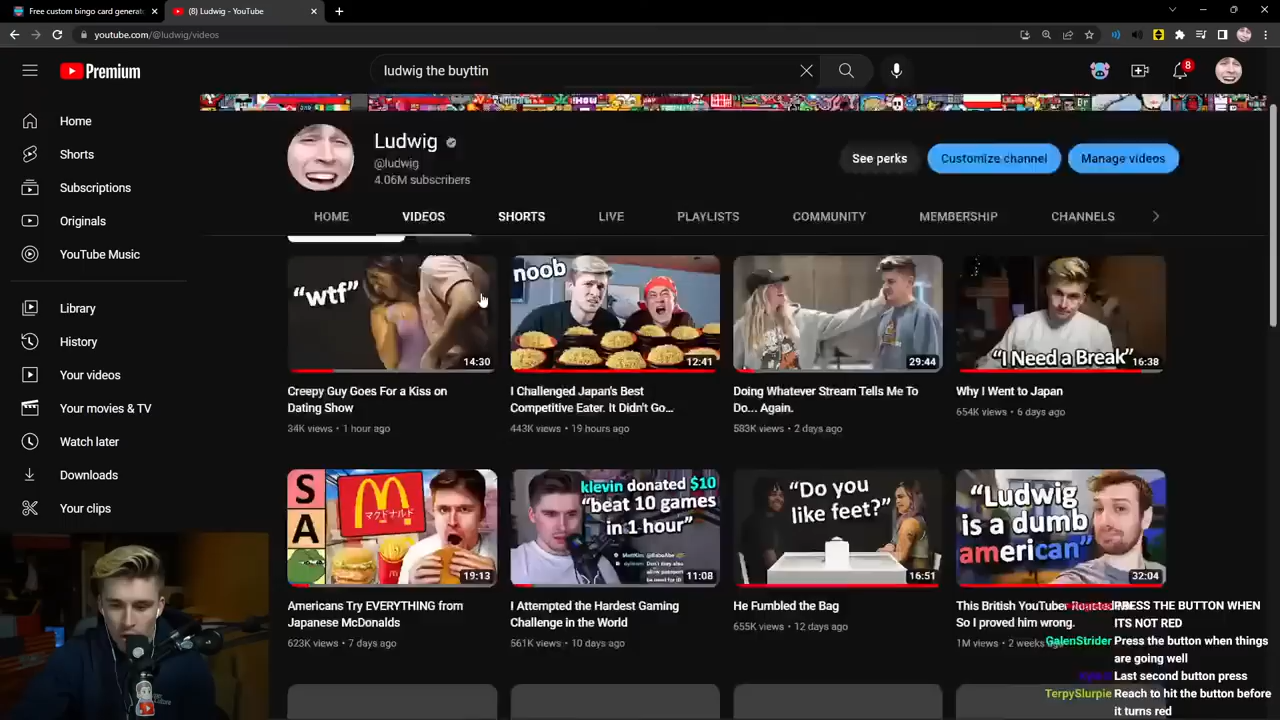 Free custom bingo card generat
(8) Ludwig - YouTube
youtube.com/@ludwig/videos
Premium
ludwig the buyttin
8
Home
Shorts
Subscriptions
Originals
YouTube Music
Library
History
Your videos
Your movies & TV
Watch later
Downloads
Your clips
Ludwig
@ludwig
4.06M subscribers
See perks
Customize channel
Manage videos
HOME
VIDEOS
SHORTS
LIVE
PLAYLISTS
COMMUNITY
MEMBERSHIP
CHANNELS
"wtf"
14:30
Creepy Guy Goes For a Kiss on
Dating Show
34K views • 1 hour ago
noob
12:41
I Challenged Japan's Best
Competitive Eater. It Didn't Go...
443K views • 19 hours ago
29:44
Doing Whatever Stream Tells Me To
Do... Again.
583K views • 2 days ago
"I Need a Break"
16:38
Why I Went to Japan
654K views • 6 days ago
S
A
マクドナルド
19:13
Americans Try EVERYTHING from
Japanese McDonalds
623K views • 7 days ago
klevin donated $10
"beat 10 games
in 1 hour"
11:08
I Attempted the Hardest Gaming
Challenge in the World
561K views • 10 days ago
"Do you
like feet?"
16:51
He Fumbled the Bag
655K views • 12 days ago
"Ludwig
is a dumb
american"
32:04
This British YouTuber
So I proved him wrong.
1M views • 2 weeks ago
PRESS THE BUTTON WHEN
ITS NOT RED
GalenStrider Press the button when things
are going well
Last second button press
TerpySlurpie Reach to hit the button before
it turns red